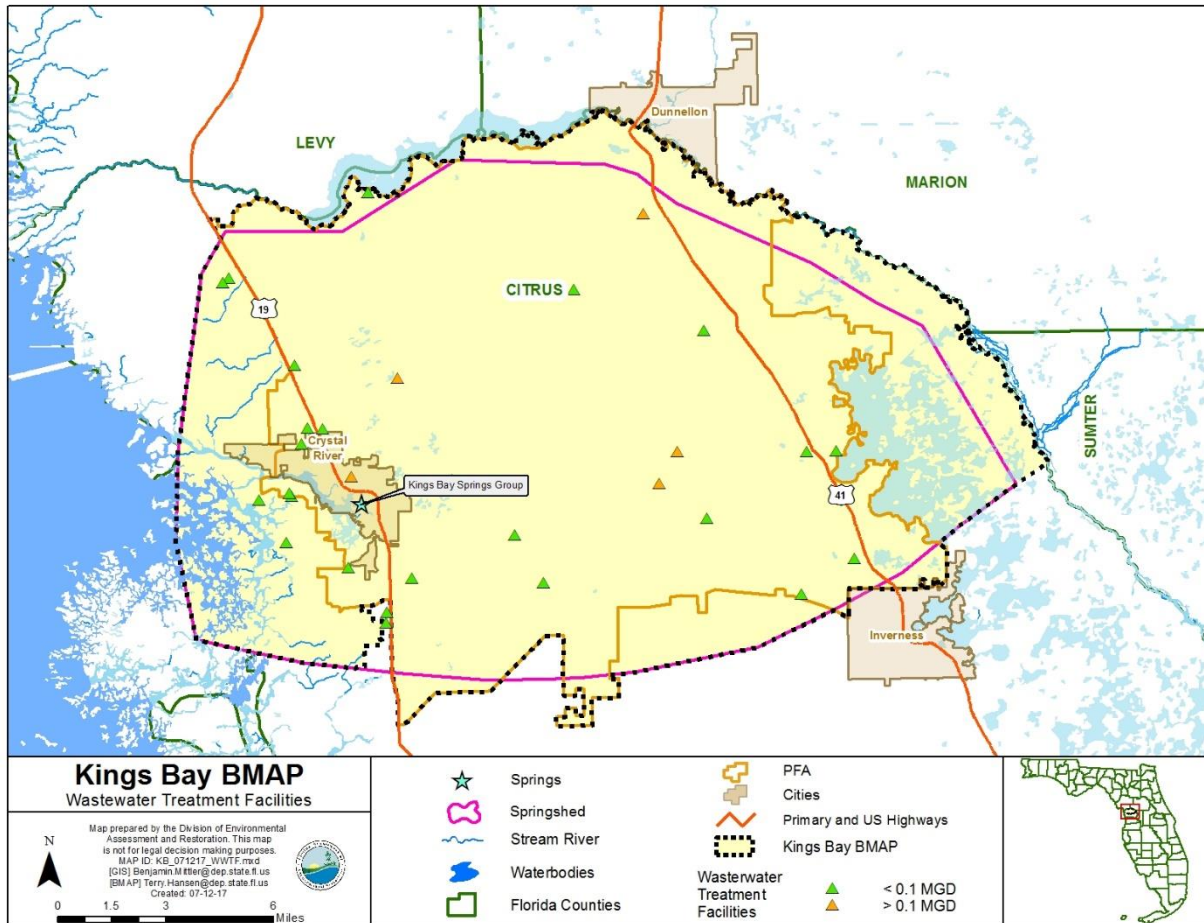 Dunnellon
LEVY
MARION
CITRUS
19
SUMTER
Crystal
River
Kings Bay Springs Group
41
Inverness
Kings Bay BMAP
Wastewater Treatment Facilities
N
Map prepared by the Division of Environmental
Assessment and Restoration. This map
is not for legal decision making purposes.
MAP ID: KB_071217_WWTF.mxd
[GIS] Benjamin.Mittler@dep.state.fl.us
[BMAP] Terry.Hansen@dep.state.fl.us
Created: 07-12-17
0 1.5 3 6
Miles
Springs
Springshed
Stream River
Waterbodies
Florida Counties
PFA
Cities
Primary and US Highways
Kings Bay BMAP
Wasterwater
Treatment
Facilities
< 0.1 MGD
> 0.1 MGD